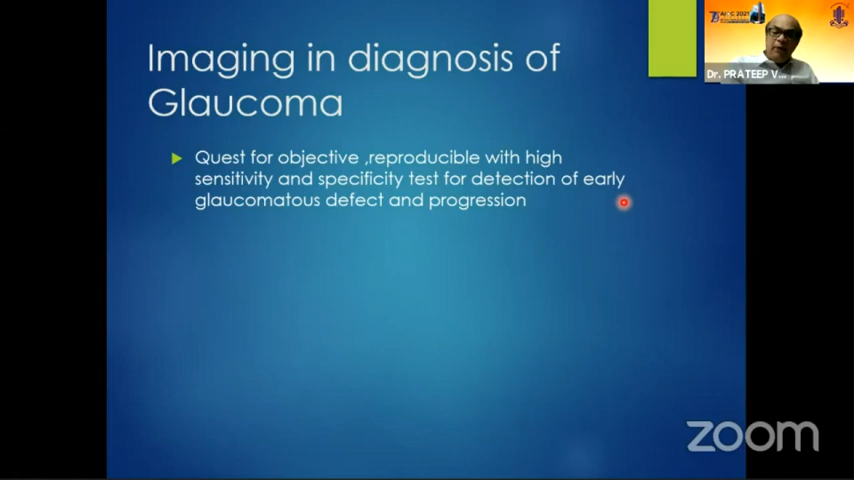 Imaging in diagnosis of
Glaucoma
Quest for objective ,reproducible with high
sensitivity and specificity test for detection of early
glaucomatous defect and progression
2021
Dr. PRATEEP V...
zoom